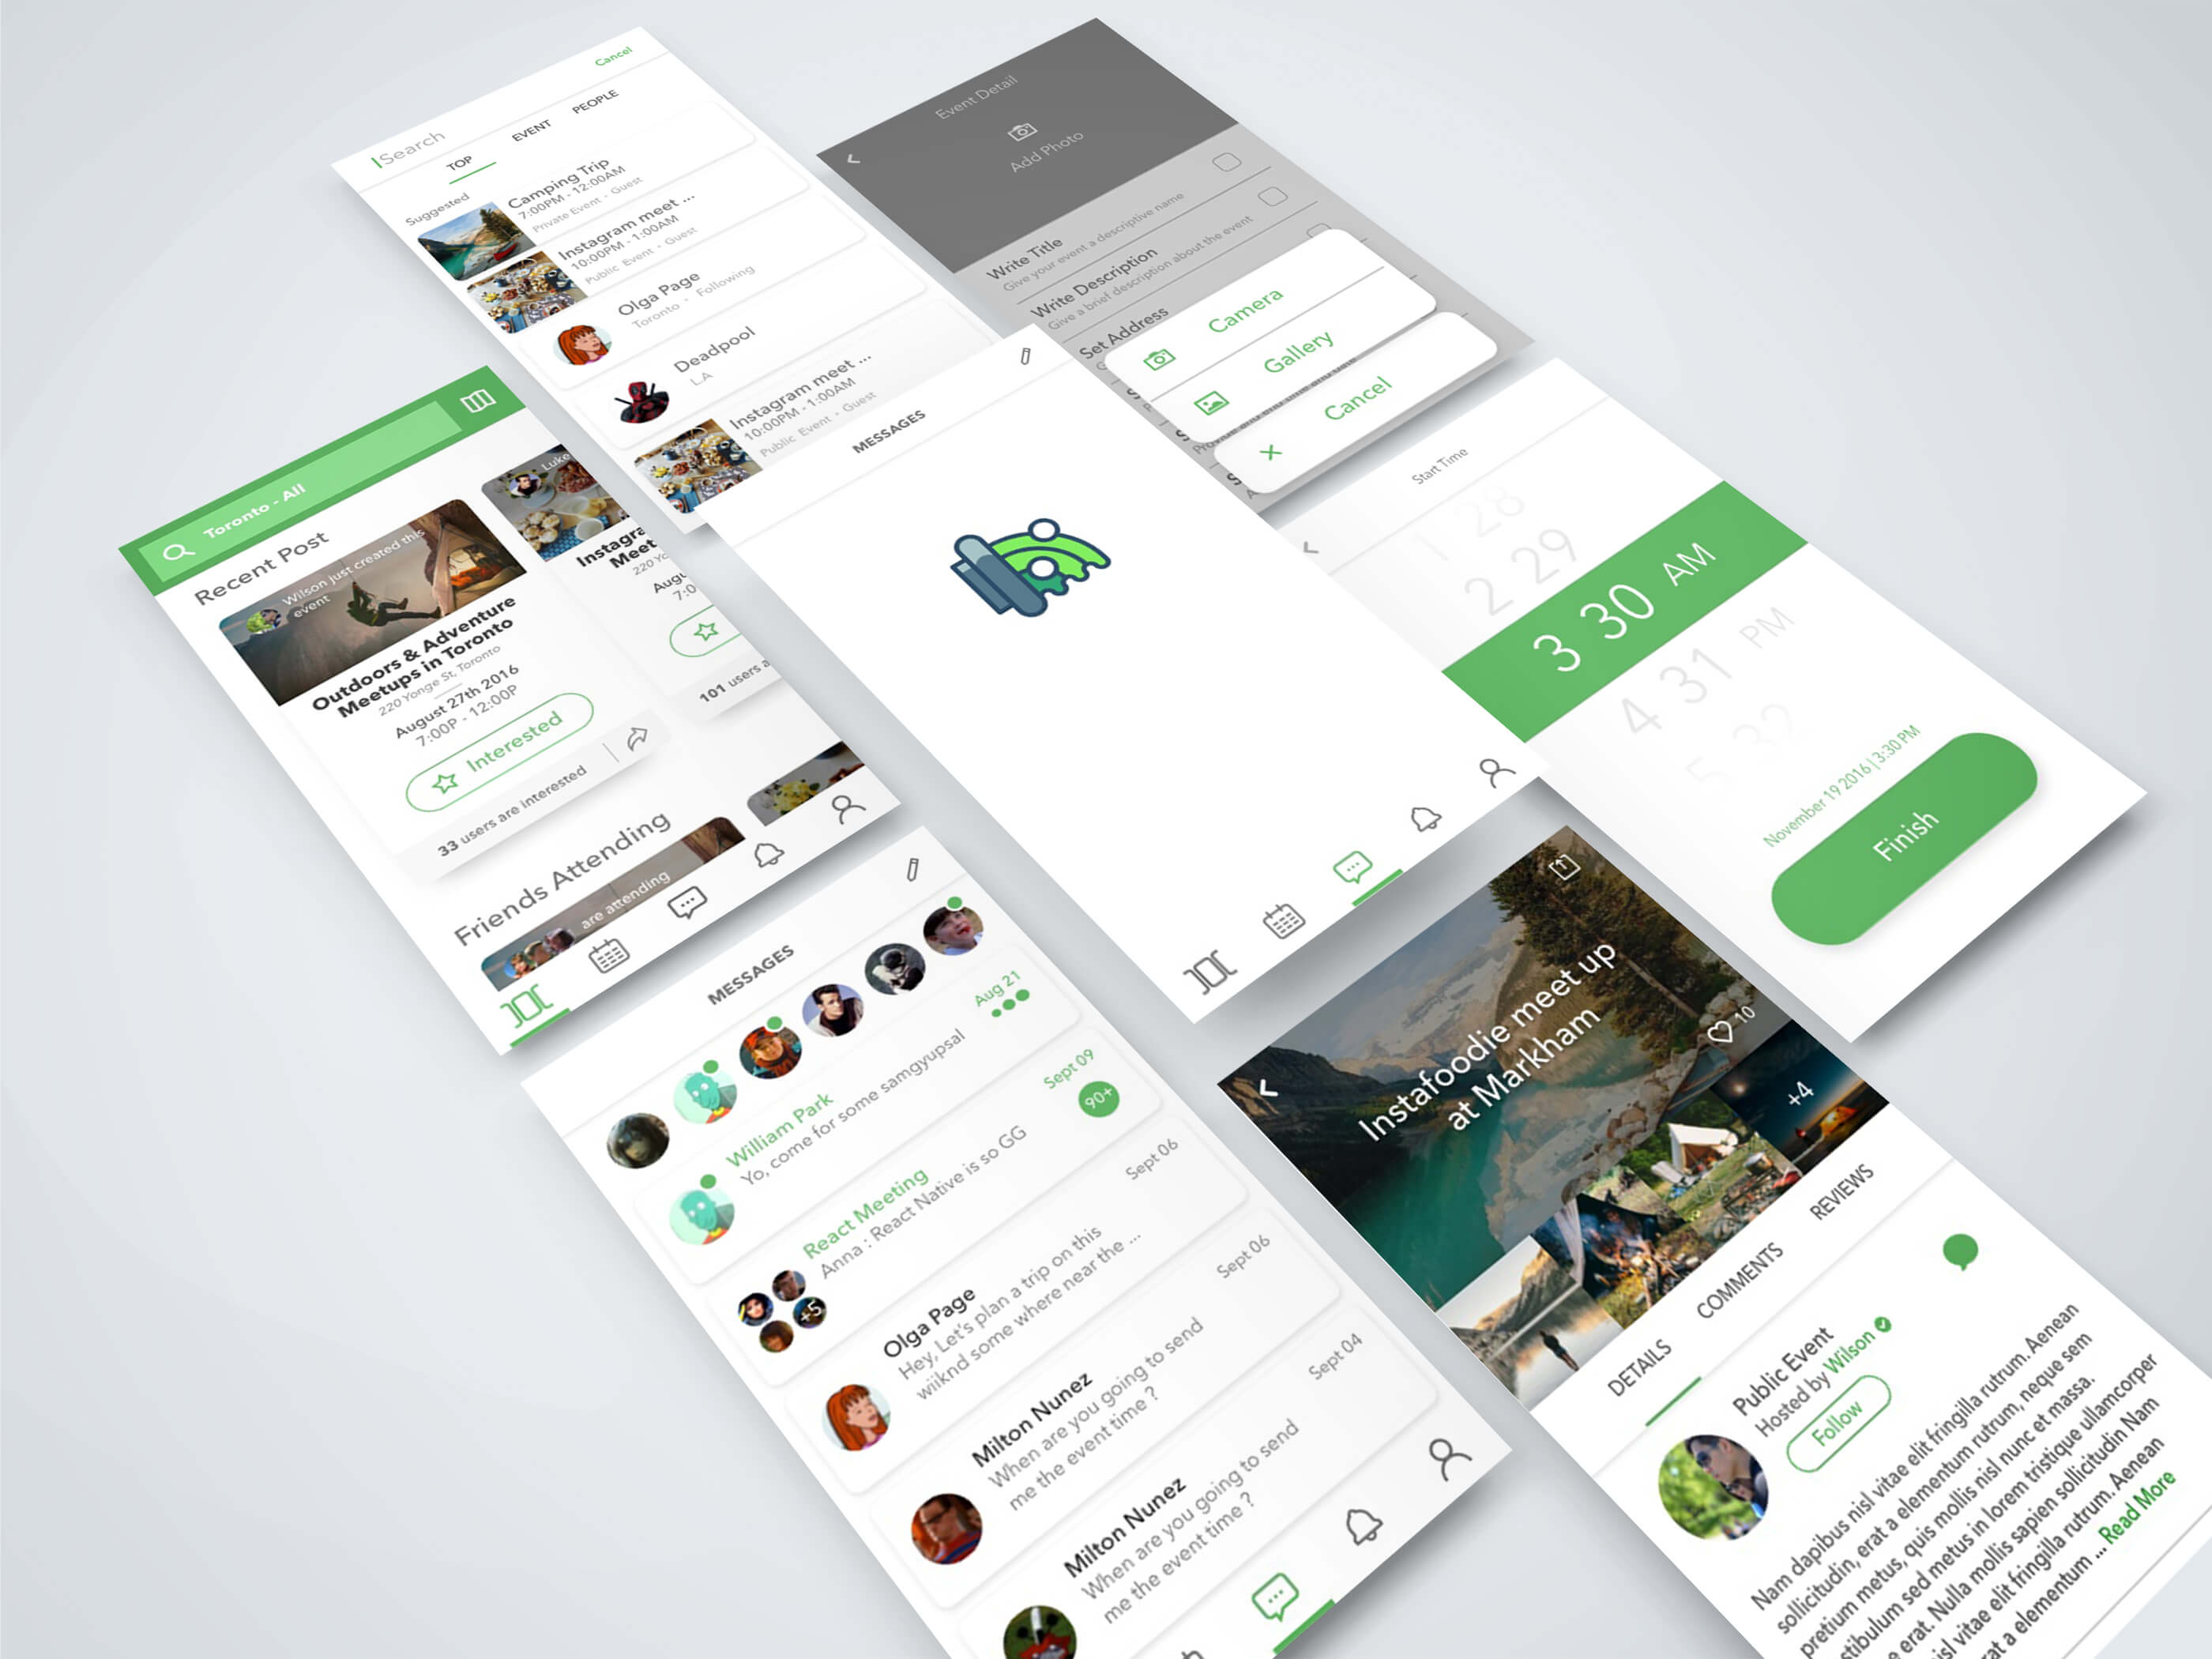 Cancel
Search
TOP
EVENT
PEOPLE
Suggested
Camping Trip
7:00PM - 12:00AM
Private Event • Guest
Instagram meet ...
10:00PM - 1:00AM
Public Event • Guest
Olga Page
Toronto • Following
Deadpool
L.A
Instagram meet ...
10:00PM - 1:00AM
Public Event • Guest
Event Detail
Add Photo
Write Title
Give your event a descriptive name
Write Description
Give a brief description about the event
Set Address
Camera
Gallery
Cancel
Toronto - All
Recent Post
Wilson just created this
event
Outdoors & Adventure
Meetups in Toronto
220 Yonge St, Toronto
August 27th 2016
7:00P - 12:00P
Interested
33 users are interested
Luke
Instagra
Meet
220 Yo
Augu
7:0
101 users a
Friends Attending
are attending
MESSAGES
Start Time
1 28
2 29
3 30 AM
4 31 PM
5 32
November 19 2016 | 3:30 PM
Finish
MESSAGES
William Park
Yo, come for some samgyupsal
Aug 21
React Meeting
Anna : React Native is so GG
Sept 09
90+
+5
Olga Page
Hey, Let's plan a trip on this
wiiknd some where near the ...
Sept 06
Milton Nunez
When are you going to send
me the event time ?
Sept 06
Milton Nunez
When are you going to send
me the event time ?
Sept 04
Instafoodie meet up
at Markham
10
+4
DETAILS
COMMENTS
REVIEWS
Public Event
Hosted by Wilson
Follow
Nam dapibus nisl vitae elit fringilla rutrum. Aenean
sollicitudin, erat a elementum rutrum, neque sem
pretium metus, quis mollis nisl nunc et massa.
stibulum sed metus in lorem tristique ullamcorper
e erat. Nulla mollis sapien sollicitudin Nam
isl vitae elit fringilla rutrum. Aenean
rat a elementum ... Read More